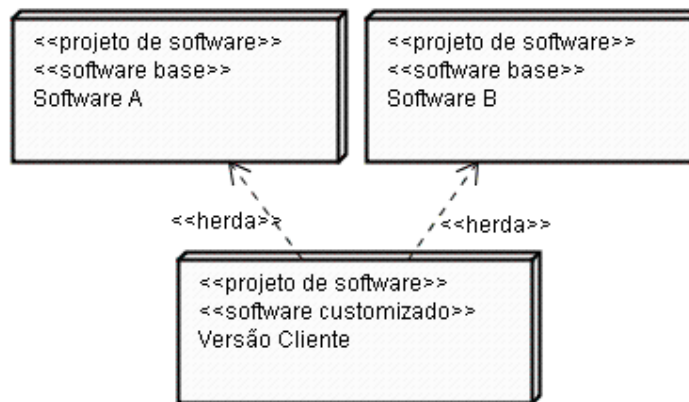 <<projeto de software>>
<<software base>>
Software A
<<projeto de software>>
<<software base>>
Software B
<<herda>>
<<herda>>
<<projeto de software>>
<<software customizado>>
Versão Cliente